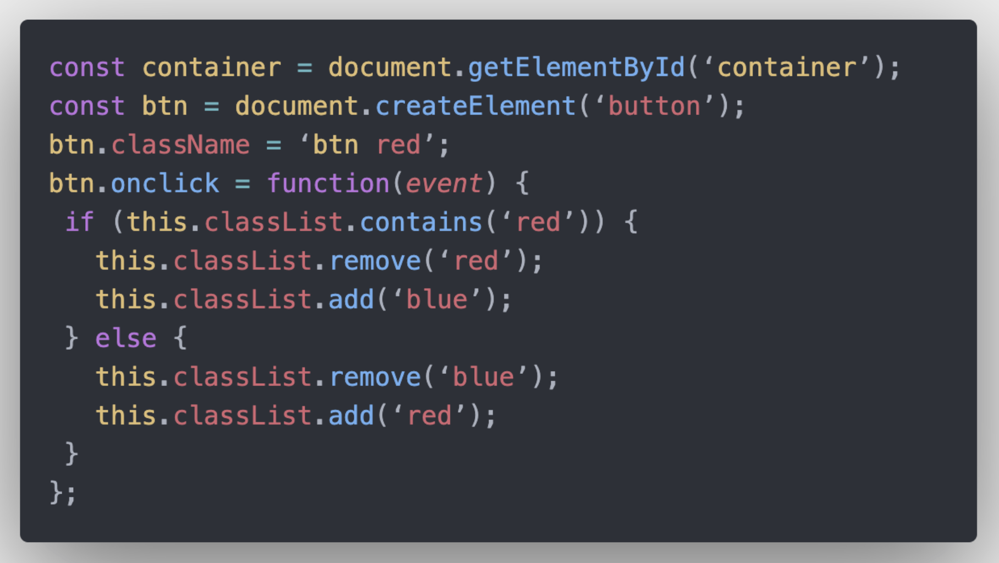 const container = document.getElementById(‘container’);
const btn = document.createElement(‘button’);
btn.className = ‘btn red’;
btn.onclick = function(event) {
 if (this.classList.contains(‘red’)) {
   this.classList.remove(‘red’);
   this.classList.add(‘blue’);
 } else {
   this.classList.remove(‘blue’);
   this.classList.add(‘red’);
 }
};